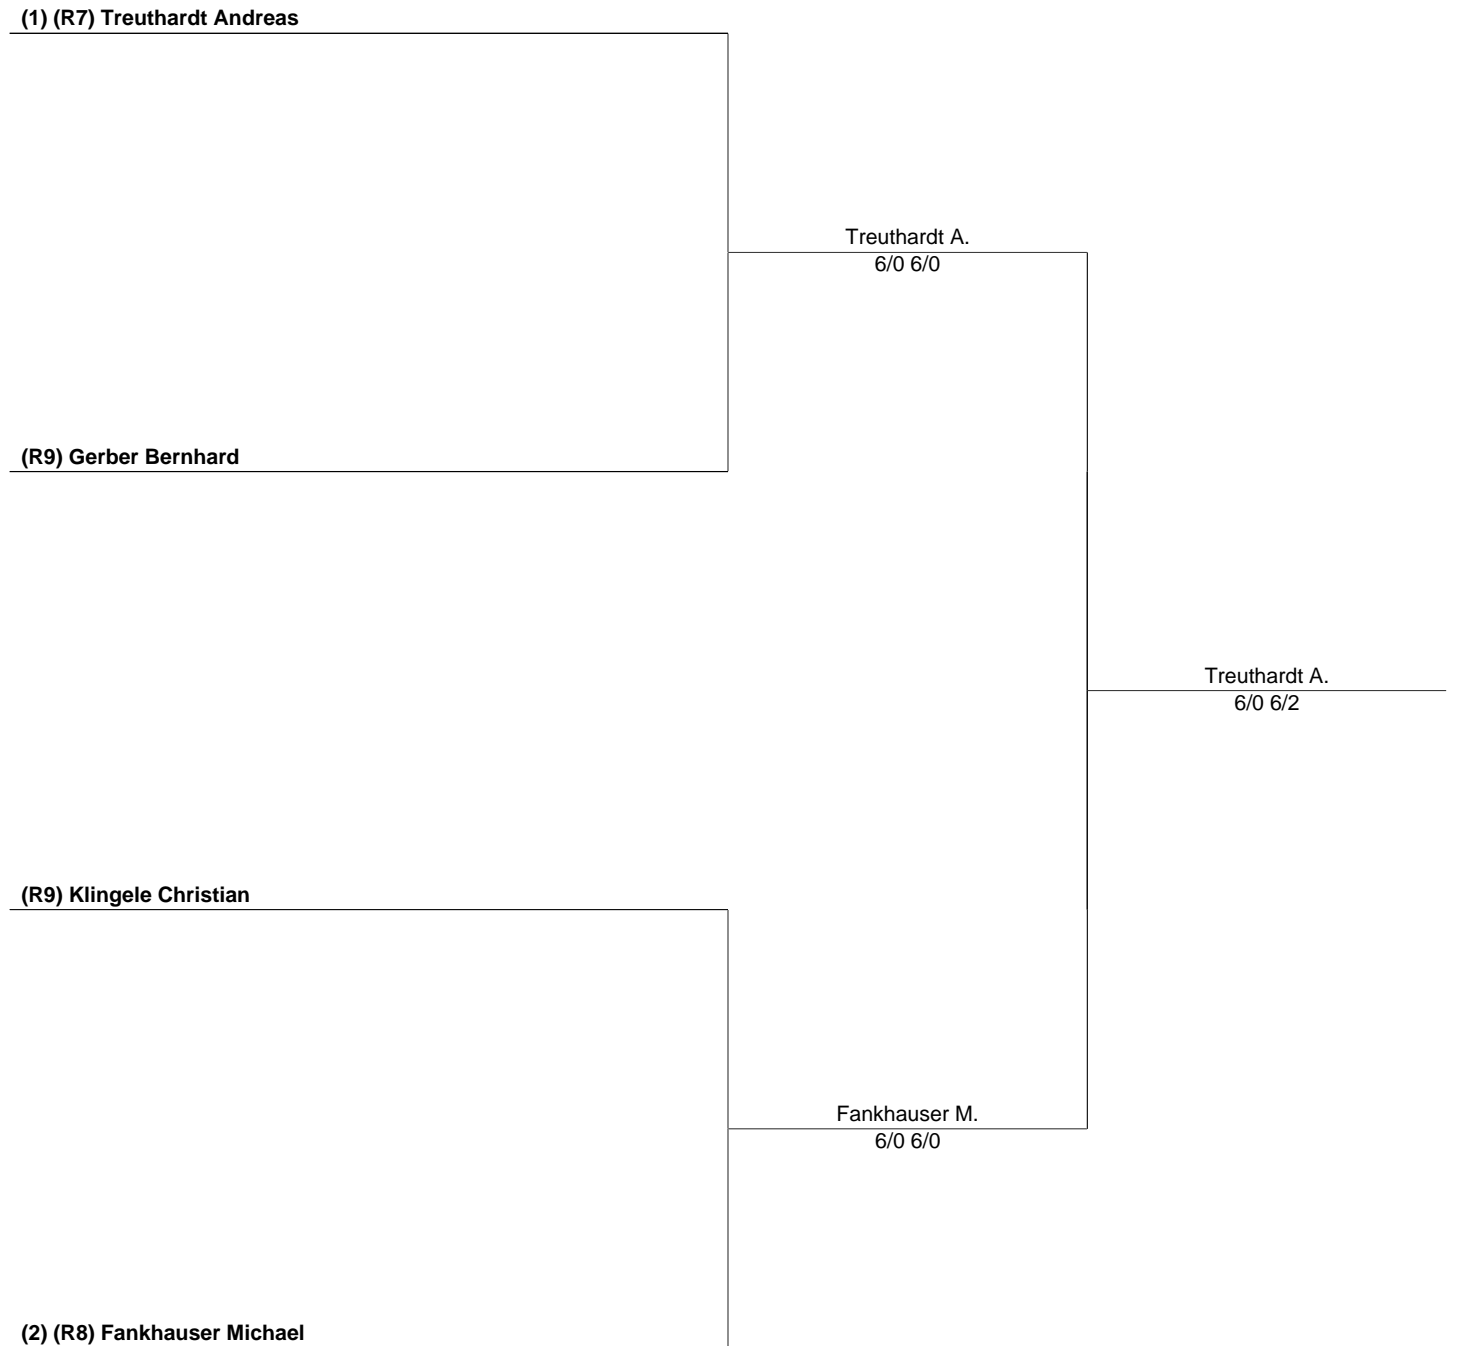 (1) (R7) Treuthardt Andreas
Treuthardt A.
6/0 6/0
(R9) Gerber Bernhard
Treuthardt A.
6/0 6/2
(R9) Klingele Christian
Fankhauser M.
6/0 6/0
(2) (R8) Fankhauser Michael